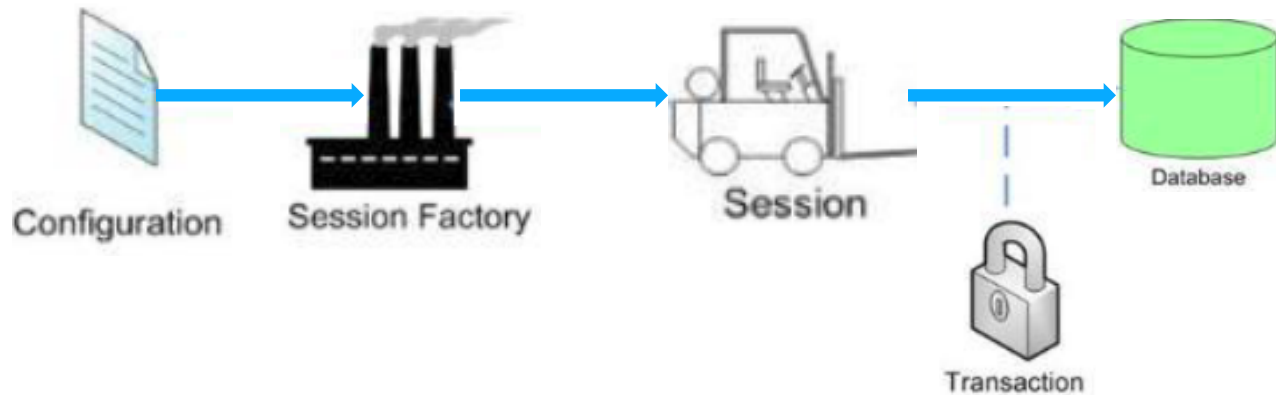 Configuration
Session Factory
Session
Database
Transaction